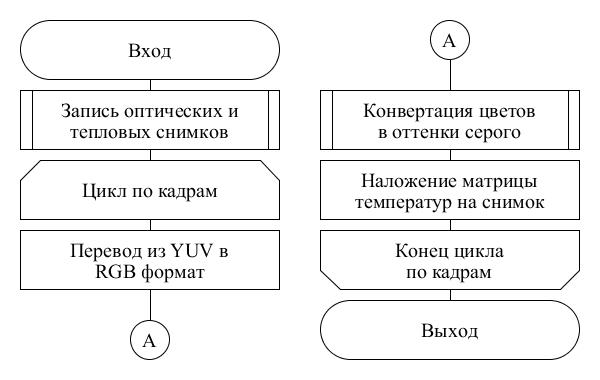 Вход
Запись оптических и
тепловых снимков
Цикл по кадрам
Перевод из YUV в
RGB формат
А
А
Конвертация цветов
в оттенки серого
Наложение матрицы
температур на снимок
Конец цикла
по кадрам
Выход